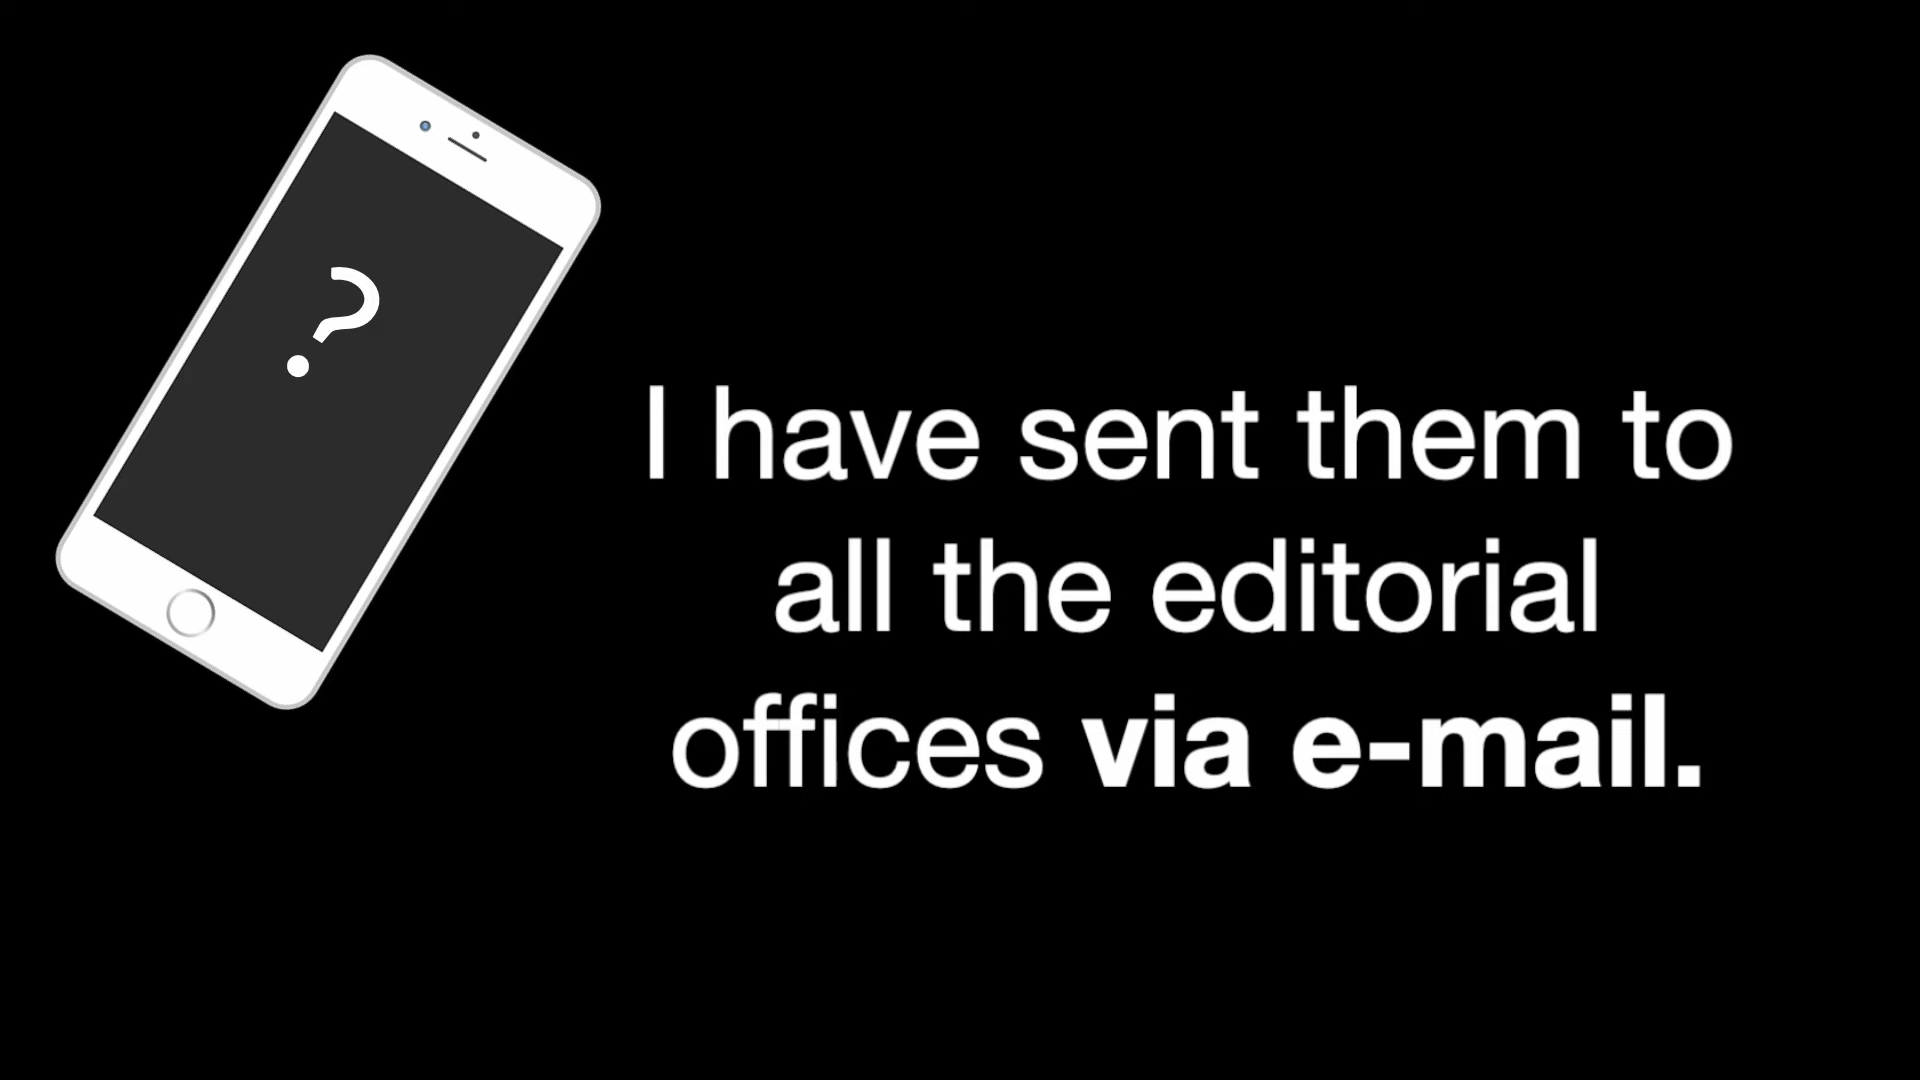 ?
I have sent them to
all the editorial
offices via e-mail.